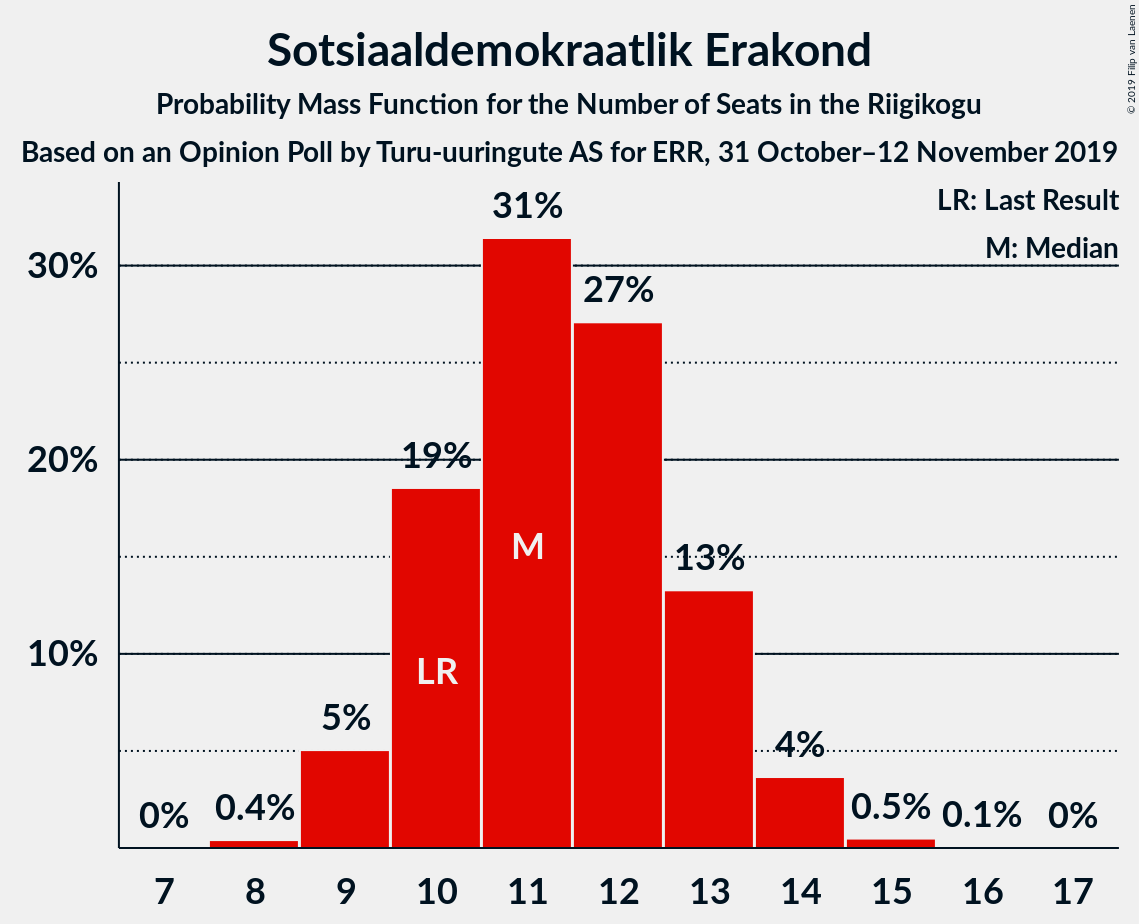 Sotsiaaldemokraatlik Erakond
Probability Mass Function for the Number of Seats in the Riigikogu
Based on an Opinion Poll by Turu-uuringute AS for ERR, 31 October–12 November 2019
© 2019 Filip van Laenen
LR: Last Result
M: Median
30%
20%
10%
0%
0.4%
5%
19%
31%
27%
13%
4%
0.5%
0.1%
0%
LR
M
7 8 9 10 11 12 13 14 15 16 17